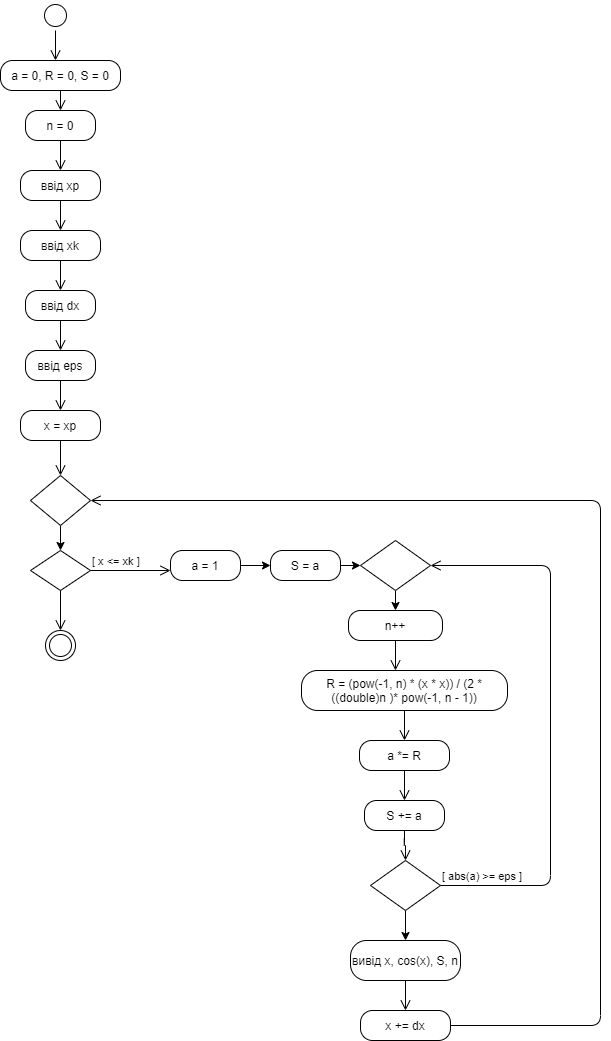 a = 0, R = 0, S = 0
n = 0
ввід xp
ввід xk
ввід dx
ввід eps
x = xp
[ x <= xk ]
a = 1
S = a
n++
R = (pow(-1, n) * (x * x)) / (2 *
((double)n )* pow(-1, n - 1))
a *= R
S += a
[ abs(a) >= eps ]
вивід x, cos(x), S, n
x += dx